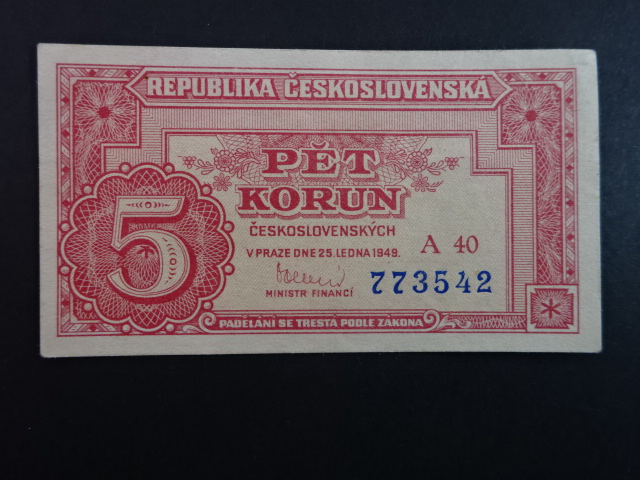 REPUBLIKA ČESKOSLOVENSKÁ
PĚT
KORUN
ČESKOSLOVENSKÝCH
V PRAZE DNE 25. LEDNA 1949.
A 40
773542
MINISTR FINANCÍ
5
PADĚLÁNÍ SE TRESTÁ PODLE ZÁKONA